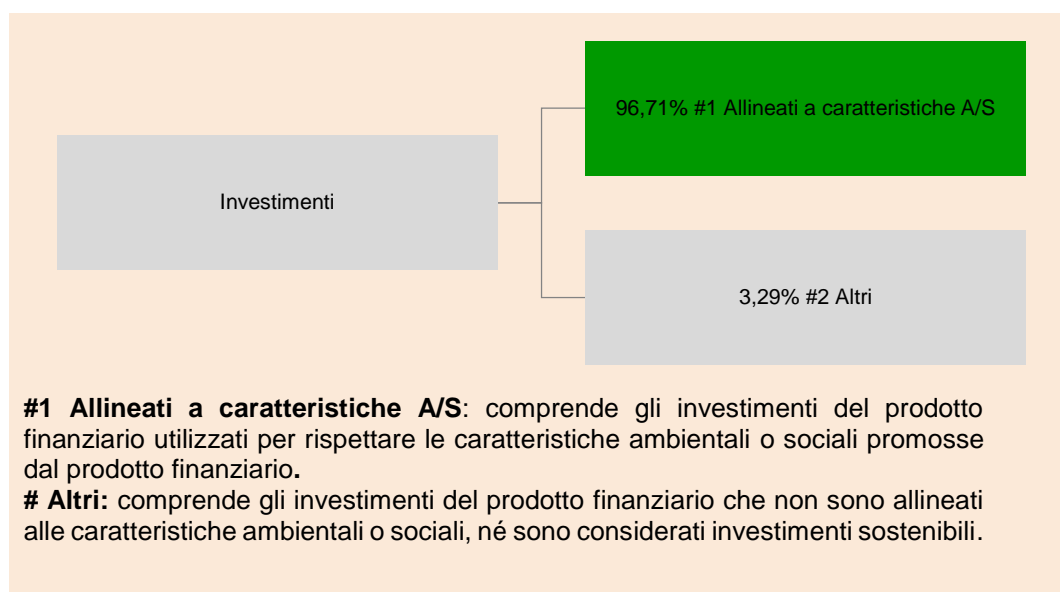 96,71% #1 Allineati a caratteristiche A/S
Investimenti
3,29% #2 Altri
#1 Allineati a caratteristiche A/S: comprende gli investimenti del prodotto
finanziario utilizzati per rispettare le caratteristiche ambientali o sociali promosse
dal prodotto finanziario.
# Altri: comprende gli investimenti del prodotto finanziario che non sono allineati
alle caratteristiche ambientali o sociali, né sono considerati investimenti sostenibili.